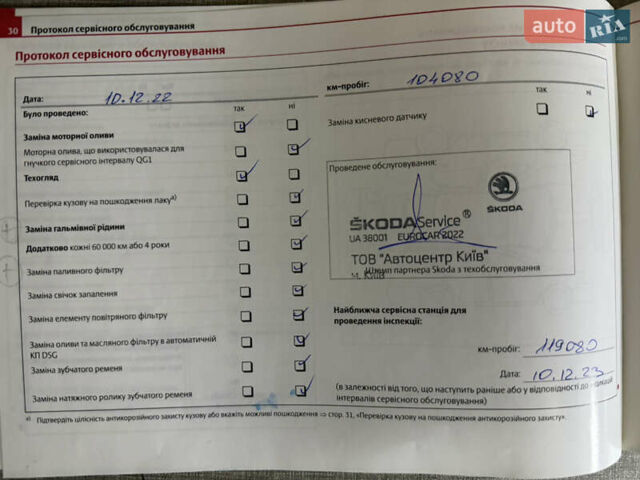 30 Протокол сервісного обслуговування
auto RIA.com
Протокол сервісного обслуговування
Дата: 10.12.22
км-пробіг: 104080
Було проведено: так ні
так ні
Заміна моторної оливи
Заміна кисневого датчику
Моторна олива, що використовувалася для
гнучкого сервісного інтервалу QG1
Техогляд
Перевірка кузову на пошкодження лакуа)
Заміна гальмівної рідини
Додатково кожні 60 000 км або 4 роки
Заміна паливного фільтру
Заміна свічок запалення
Заміна елементу повітряного фільтру
Заміна оливи та масляного фільтру в автоматичній
КП DSG
Заміна зубчатого ременя
Заміна натяжного ролику зубчатого ременя
Проведене обслуговування:
ŠKODA
ŠKODA Service®
UA 38001 EUROCAR 2022
ТОВ "Автоцентр Київ"
м. Київ
Штамп партнера Skoda з техобслуговування
Найближча сервісна станція для
проведення інспекції:
км-пробіг: 119080
Дата: 10.12.23
(в залежності від того, що наступить раніше або у відповідності до індикації
інтервалів сервісного обслуговування)
а) Підтвердіть цілісність антикорозійного захисту кузову або вкажіть можливі пошкодження ⇒ стор. 31, «Перевірка кузову на пошкодження антикорозійного захисту».